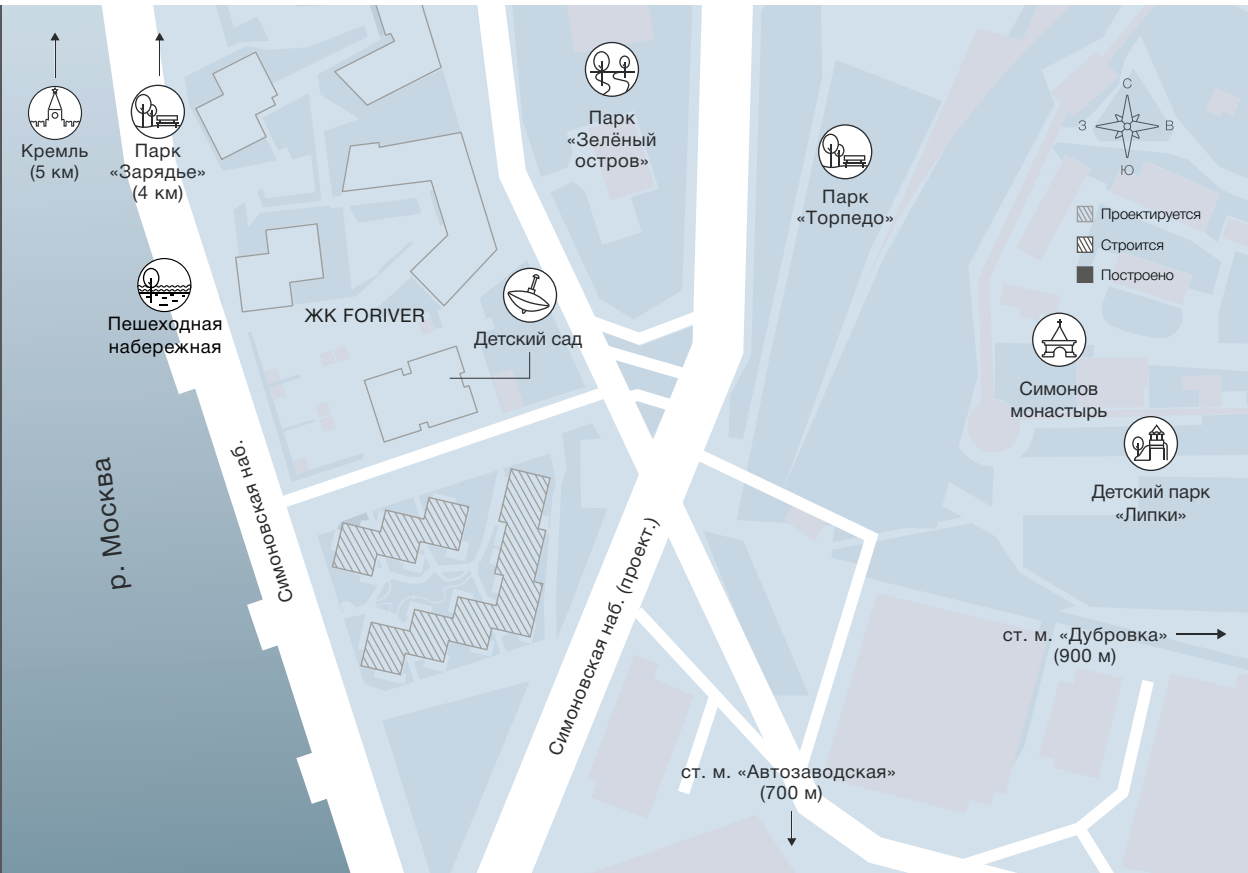 Кремль
(5 км)
Парк
«Зарядье»
(4 км)
Парк
«Зелёный
остров»
Парк
«Торпедо»
С
З
В
Ю
Проектируется
Строится
Построено
Пешеходная
набережная
ЖК FORIVER
Детский сад
Симонов
монастырь
Детский парк
«Липки»
р. Москва
Симоновская наб.
Симоновская наб. (проект.)
ст. м. «Дубровка»
(900 м)
ст. м. «Автозаводская»
(700 м)